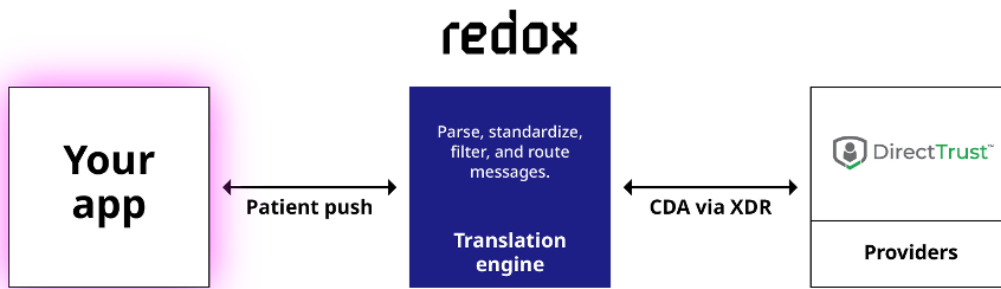 redox
Your
app
Patient push
Parse, standardize,
filter, and route
messages.
Translation
engine
CDA via XDR
DirectTrust™
Providers